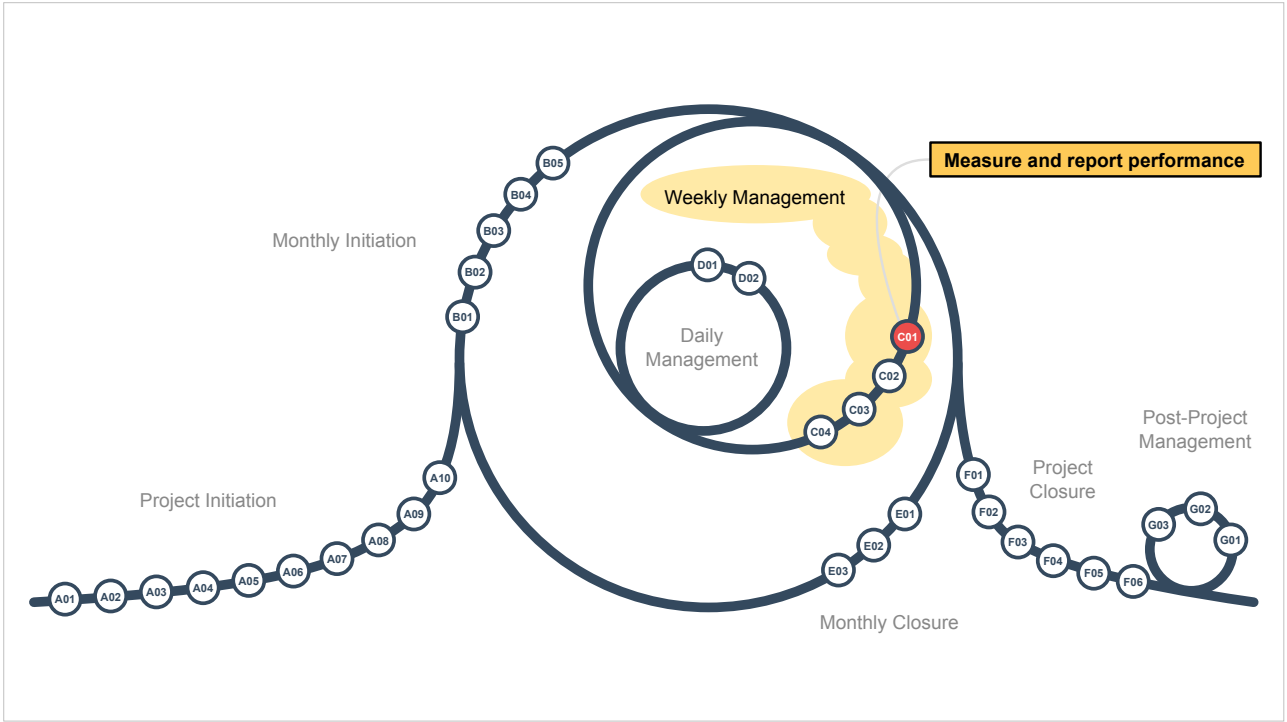 Measure and report performance
Weekly Management
Monthly Initiation
Daily
Management
Post-Project
Management
Project
Closure
Project Initiation
Monthly Closure
A01
A02
A03
A04
A05
A06
A07
A08
A09
A10
B01
B02
B03
B04
B05
D01
D02
C01
C02
C03
C04
E01
E02
E03
F01
F02
F03
F04
F05
F06
G01
G02
G03